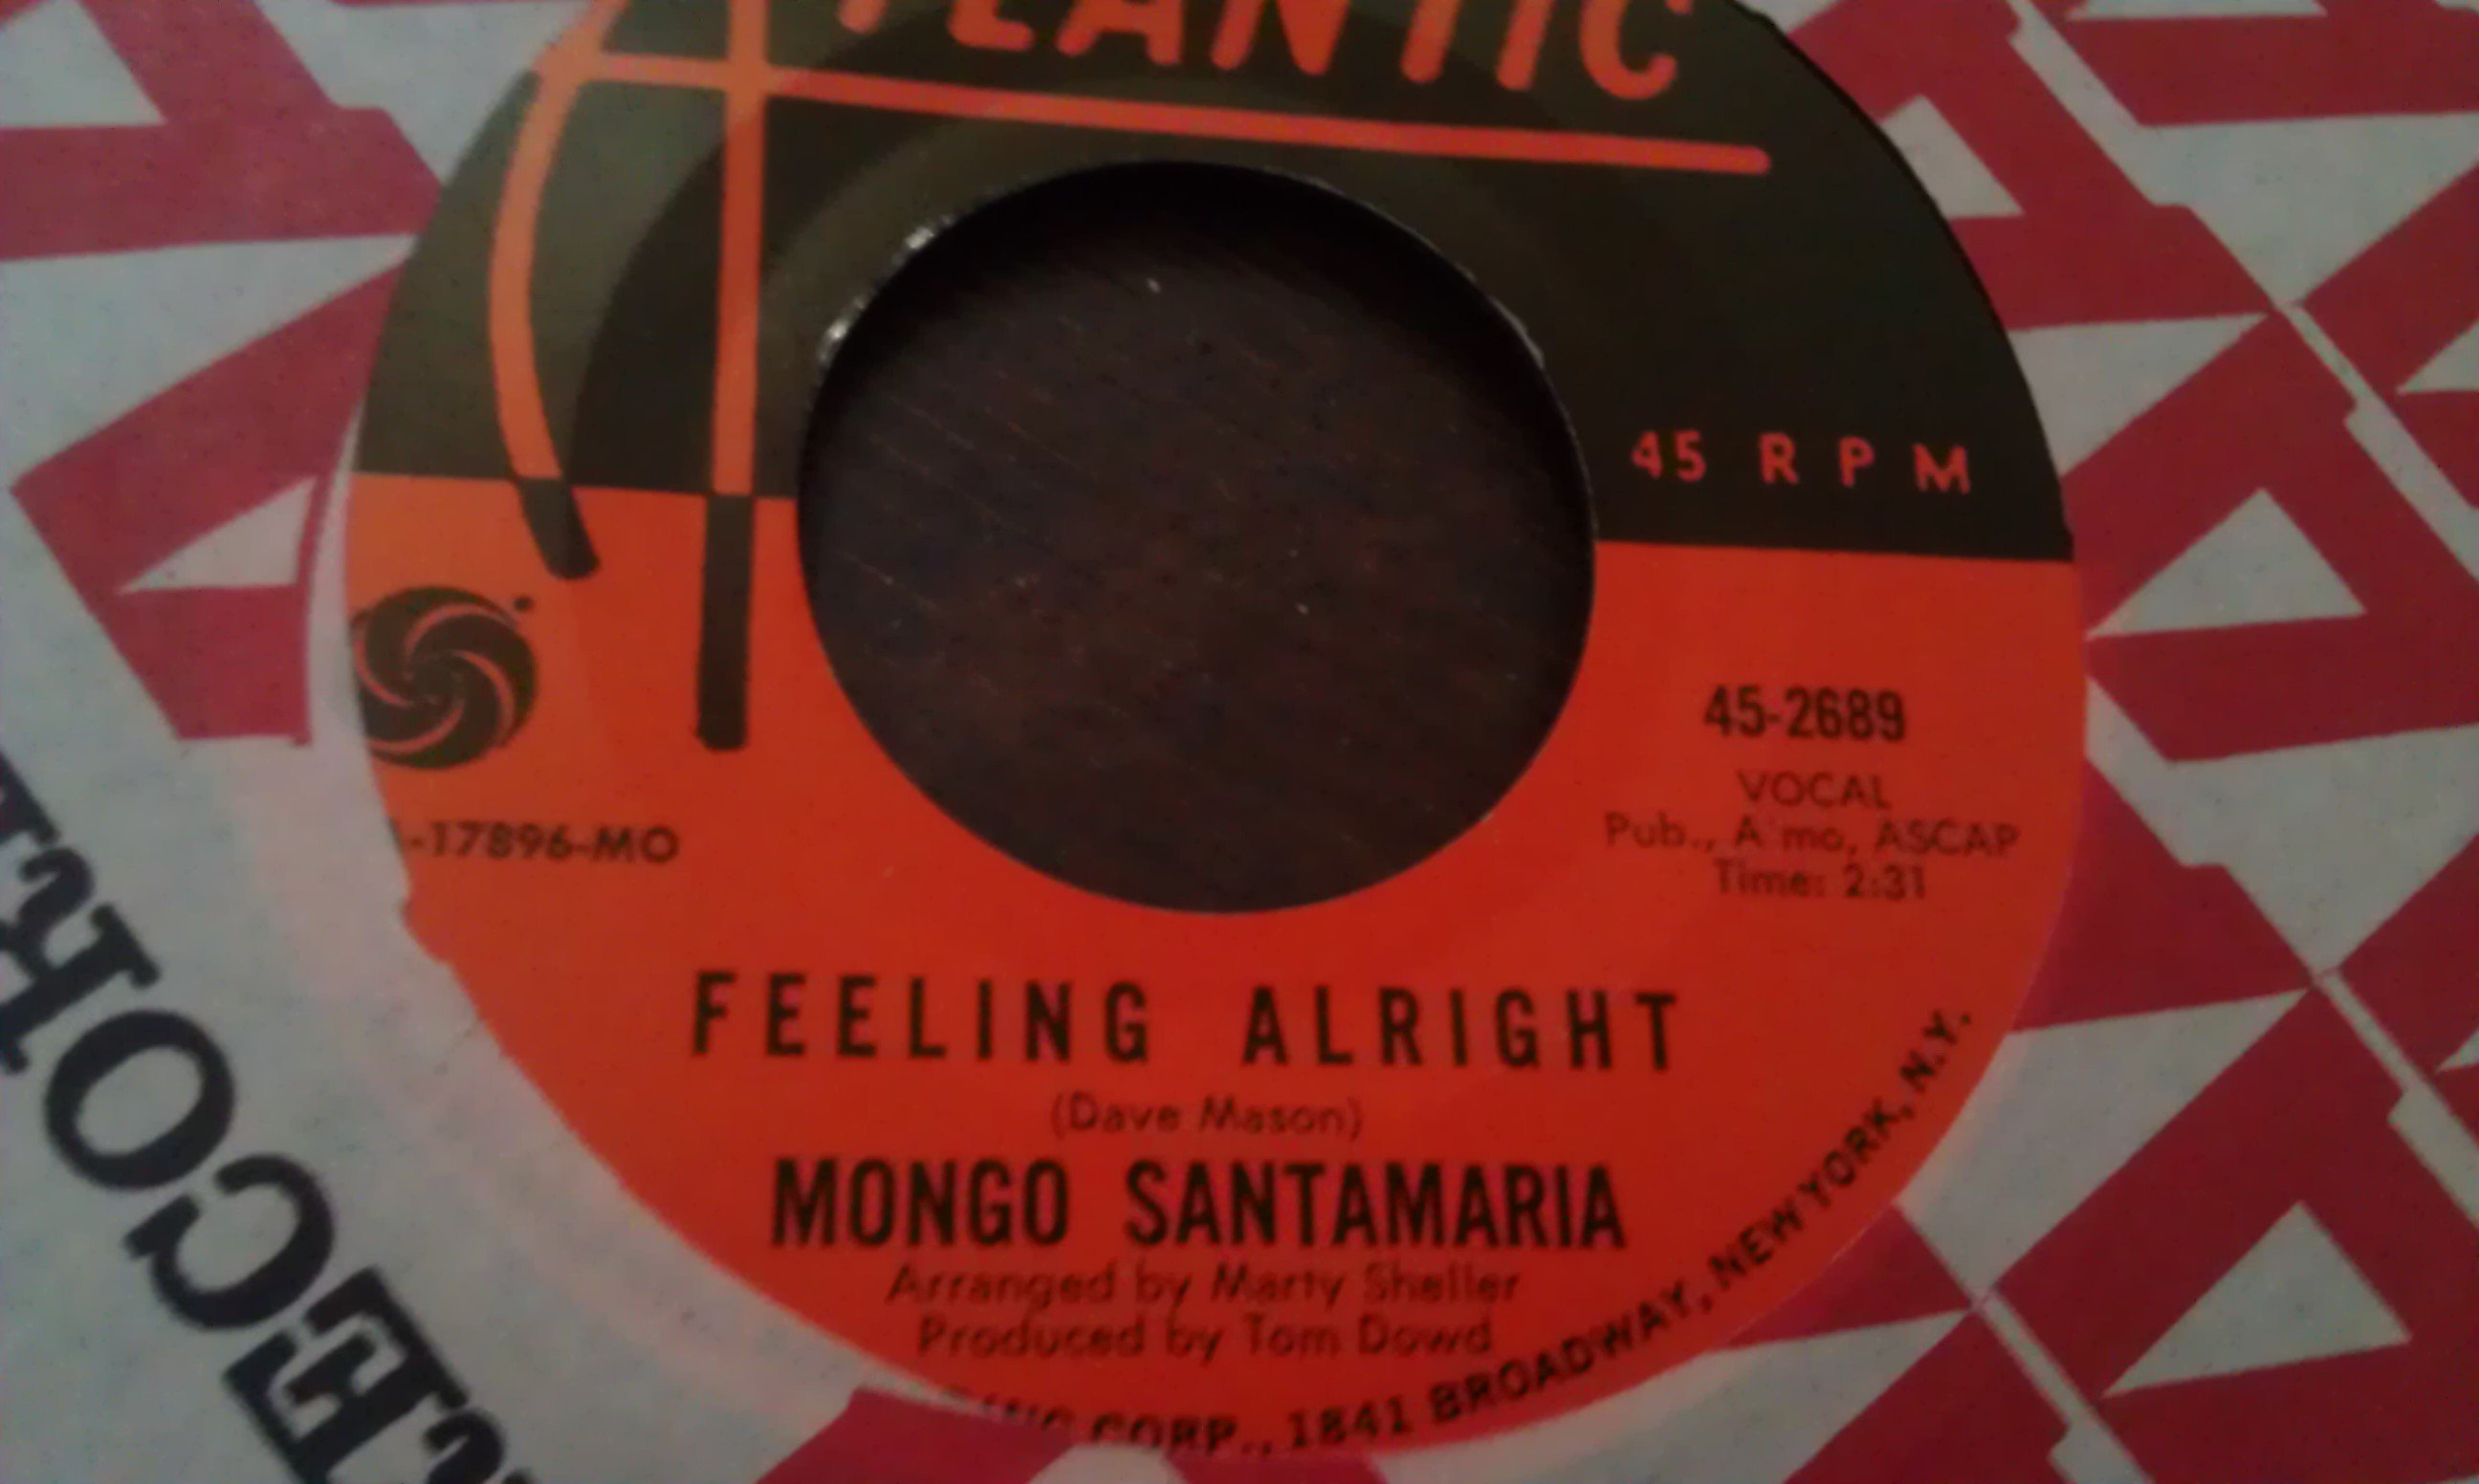 ATLANTIC
45 RPM
45-2689
VOCAL
Pub., A'mo, ASCAP
Time: 2:31
-17896-MO
FEELING ALRIGHT
(Dave Mason)
MONGO SANTAMARIA
Arranged by Marty Sheller
Produced by Tom Dowd
CORP., 1841 BROADWAY, NEW YORK, N.Y.